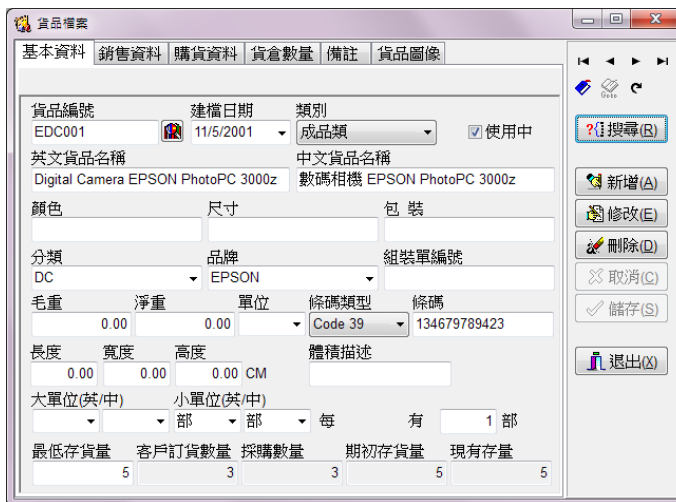 貨品檔案
基本資料 銷售資料 購貨資料 貨倉數量 備註 貨品圖像
貨品編號 建檔日期 類別
EDC001 11/5/2001 成品類 使用中
英文貨品名稱 中文貨品名稱
Digital Camera EPSON PhotoPC 3000z 數碼相機 EPSON PhotoPC 3000z
顏色 尺寸 包 裝
分類 品牌 組裝單編號
DC EPSON
毛重 淨重 單位 條碼類型 條碼
0.00 0.00 Code 39 134679789423
長度 寬度 高度 體積描述
0.00 0.00 0.00 CM
大單位(英/中) 小單位(英/中)
部 部 每 有 1 部
最低存貨量 客戶訂貨數量 採購數量 期初存貨量 現有存量
5 3 3 5 5
Goto
搜尋(R)
新增(A)
修改(E)
刪除(D)
取消(C)
儲存(S)
退出(X)